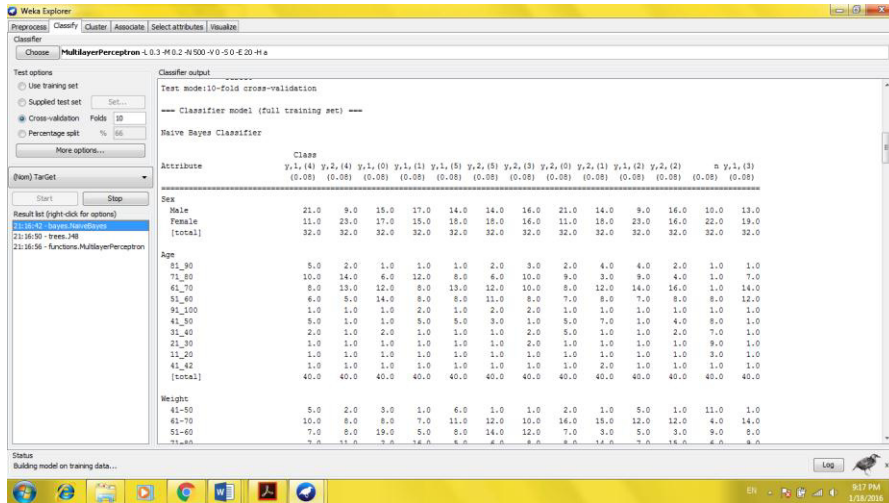 Weka Explorer
Preprocess Classify Cluster Associate Select attributes Visualize
Classifier
Choose MultilayerPerceptron -L 0.3 -M 0.2 -N 500 -V 0 -S 0 -E 20 -H a
Test options
Use training set
Supplied test set Set...
Cross-validation Folds 10
Percentage split % 66
More options...
(Nom) TarGet
Start Stop
Result list (right-click for options)
21:16:42 - bayes.NaiveBayes
21:16:50 - trees.J48
21:16:56 - functions.MultilayerPerceptron
Classifier output
Test mode:10-fold cross-validation
=== Classifier model (full training set) ===
Naive Bayes Classifier
Class
Attribute y,1,(4) y,2,(4) y,1,(0) y,1,(1) y,1,(5) y,2,(5) y,2,(3) y,2,(0) y,2,(1) y,1,(2) y,2,(2) n y,1,(3)
(0.08) (0.08) (0.08) (0.08) (0.08) (0.08) (0.08) (0.08) (0.08) (0.08) (0.08) (0.08) (0.08)
Sex
Male 21.0 9.0 15.0 17.0 14.0 14.0 16.0 21.0 14.0 9.0 16.0 10.0 13.0
Female 11.0 23.0 17.0 15.0 18.0 18.0 16.0 11.0 18.0 23.0 16.0 22.0 19.0
[total] 32.0 32.0 32.0 32.0 32.0 32.0 32.0 32.0 32.0 32.0 32.0 32.0 32.0
Age
81_90 5.0 2.0 1.0 1.0 1.0 2.0 3.0 2.0 4.0 4.0 2.0 1.0 1.0
71_80 10.0 14.0 6.0 12.0 8.0 6.0 10.0 9.0 3.0 9.0 4.0 1.0 7.0
61_70 8.0 13.0 12.0 8.0 13.0 12.0 10.0 8.0 12.0 14.0 16.0 1.0 14.0
51_60 6.0 5.0 14.0 8.0 8.0 11.0 8.0 7.0 8.0 7.0 8.0 8.0 12.0
91_100 1.0 1.0 1.0 2.0 1.0 2.0 2.0 1.0 1.0 1.0 1.0 1.0 1.0
41_50 5.0 1.0 1.0 5.0 5.0 3.0 1.0 5.0 7.0 1.0 4.0 8.0 1.0
31_40 2.0 1.0 2.0 1.0 1.0 1.0 2.0 5.0 1.0 1.0 2.0 7.0 1.0
21_30 1.0 1.0 1.0 1.0 1.0 1.0 2.0 1.0 1.0 1.0 1.0 9.0 1.0
11_20 1.0 1.0 1.0 1.0 1.0 1.0 1.0 1.0 1.0 1.0 1.0 3.0 1.0
41_42 1.0 1.0 1.0 1.0 1.0 1.0 1.0 1.0 2.0 1.0 1.0 1.0 1.0
[total] 40.0 40.0 40.0 40.0 40.0 40.0 40.0 40.0 40.0 40.0 40.0 40.0 40.0
Weight
41-50 5.0 2.0 3.0 1.0 6.0 1.0 1.0 2.0 1.0 5.0 1.0 11.0 1.0
61-70 10.0 8.0 8.0 7.0 11.0 12.0 10.0 16.0 15.0 12.0 12.0 4.0 14.0
51-60 7.0 8.0 19.0 5.0 8.0 14.0 12.0 7.0 3.0 5.0 3.0 9.0 8.0
Status
Building model on training data...
Log x 0
EN
9:17 PM
1/18/2016